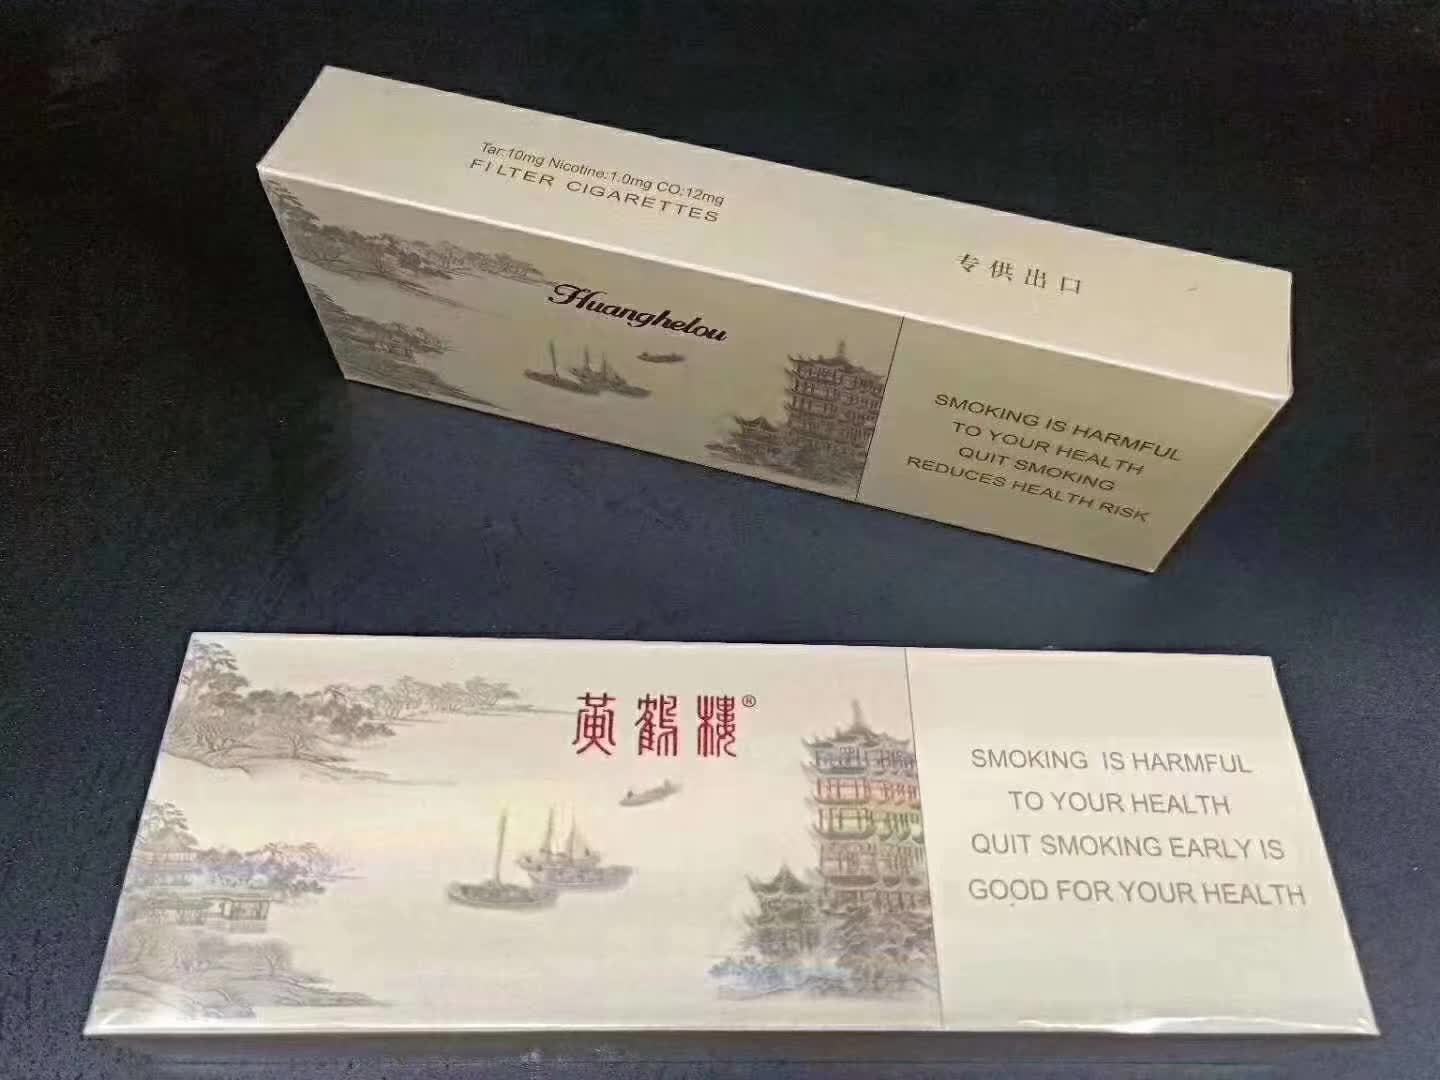 Tar:10mg Nicotine:1.0mg CO:12mg
FILTER CIGARETTES
专供出口
Huanghelou
SMOKING IS HARMFUL
TO YOUR HEALTH
QUIT SMOKING
REDUCES HEALTH RISK
黄鹤楼®
SMOKING IS HARMFUL
TO YOUR HEALTH
QUIT SMOKING EARLY IS
GOOD FOR YOUR HEALTH